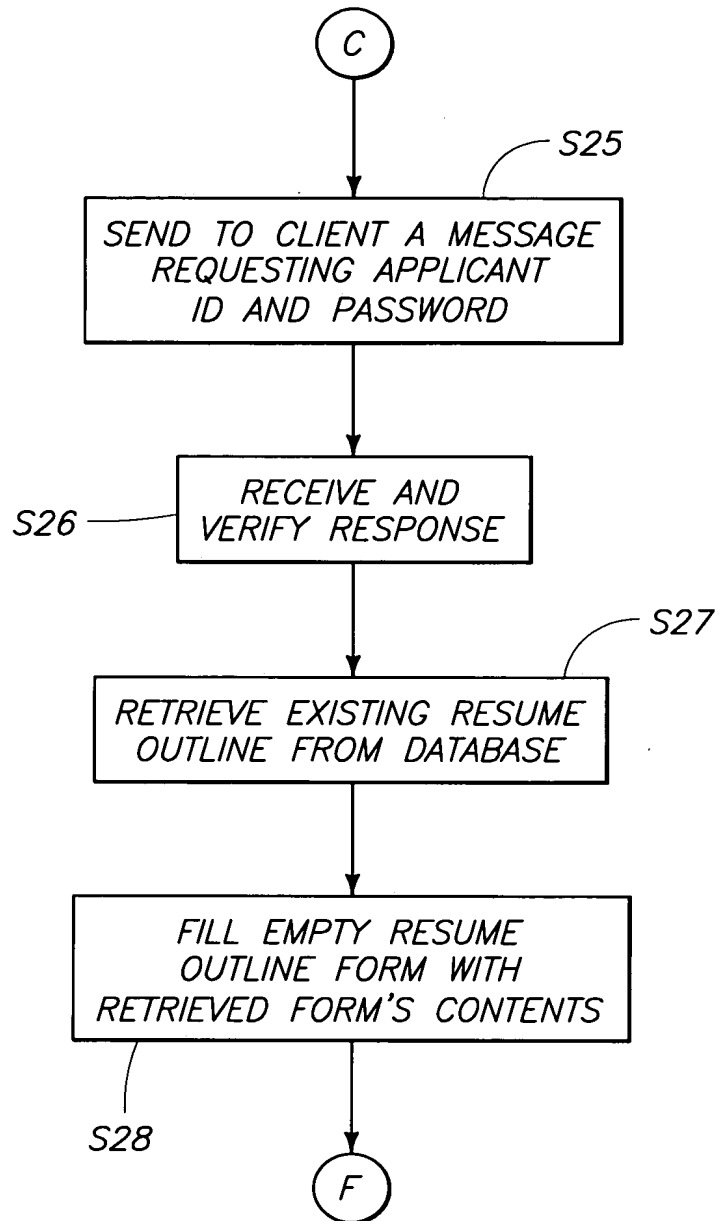 C
S25
SEND TO CLIENT A MESSAGE
REQUESTING APPLICANT
ID AND PASSWORD
S26
RECEIVE AND
VERIFY RESPONSE
S27
RETRIEVE EXISTING RESUME
OUTLINE FROM DATABASE
FILL EMPTY RESUME
OUTLINE FORM WITH
RETRIEVED FORM'S CONTENTS
S28
F